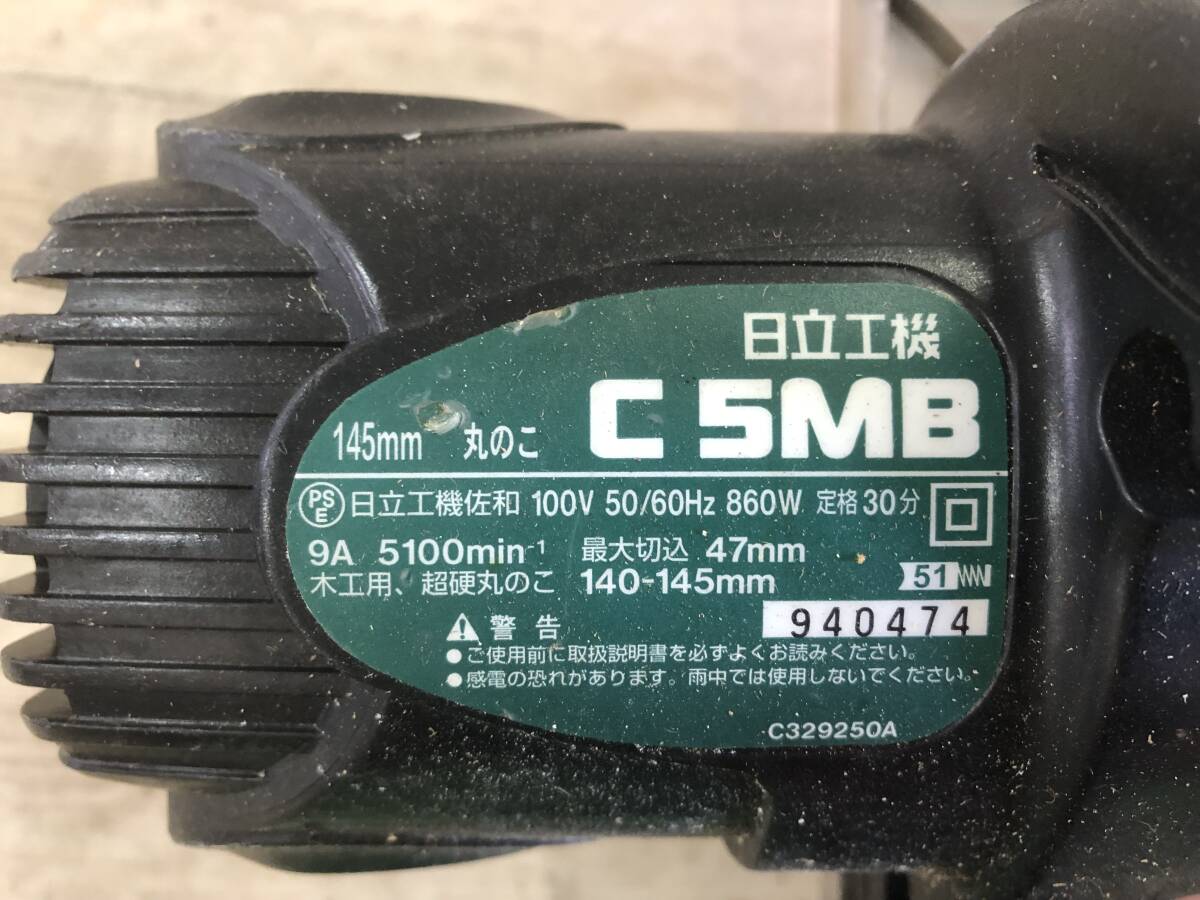 日立工機
145mm 丸のこ C 5MB
PSE 日立工機佐和 100V 50/60Hz 860W 定格30分
9A 5100min⁻¹ 最大切込 47mm
木工用、超硬丸のこ 140-145mm 51
940474
警告
●ご使用前に取扱説明書を必ずよくお読みください。
●感電の恐れがあります。雨中では使用しないでください。
C329250A